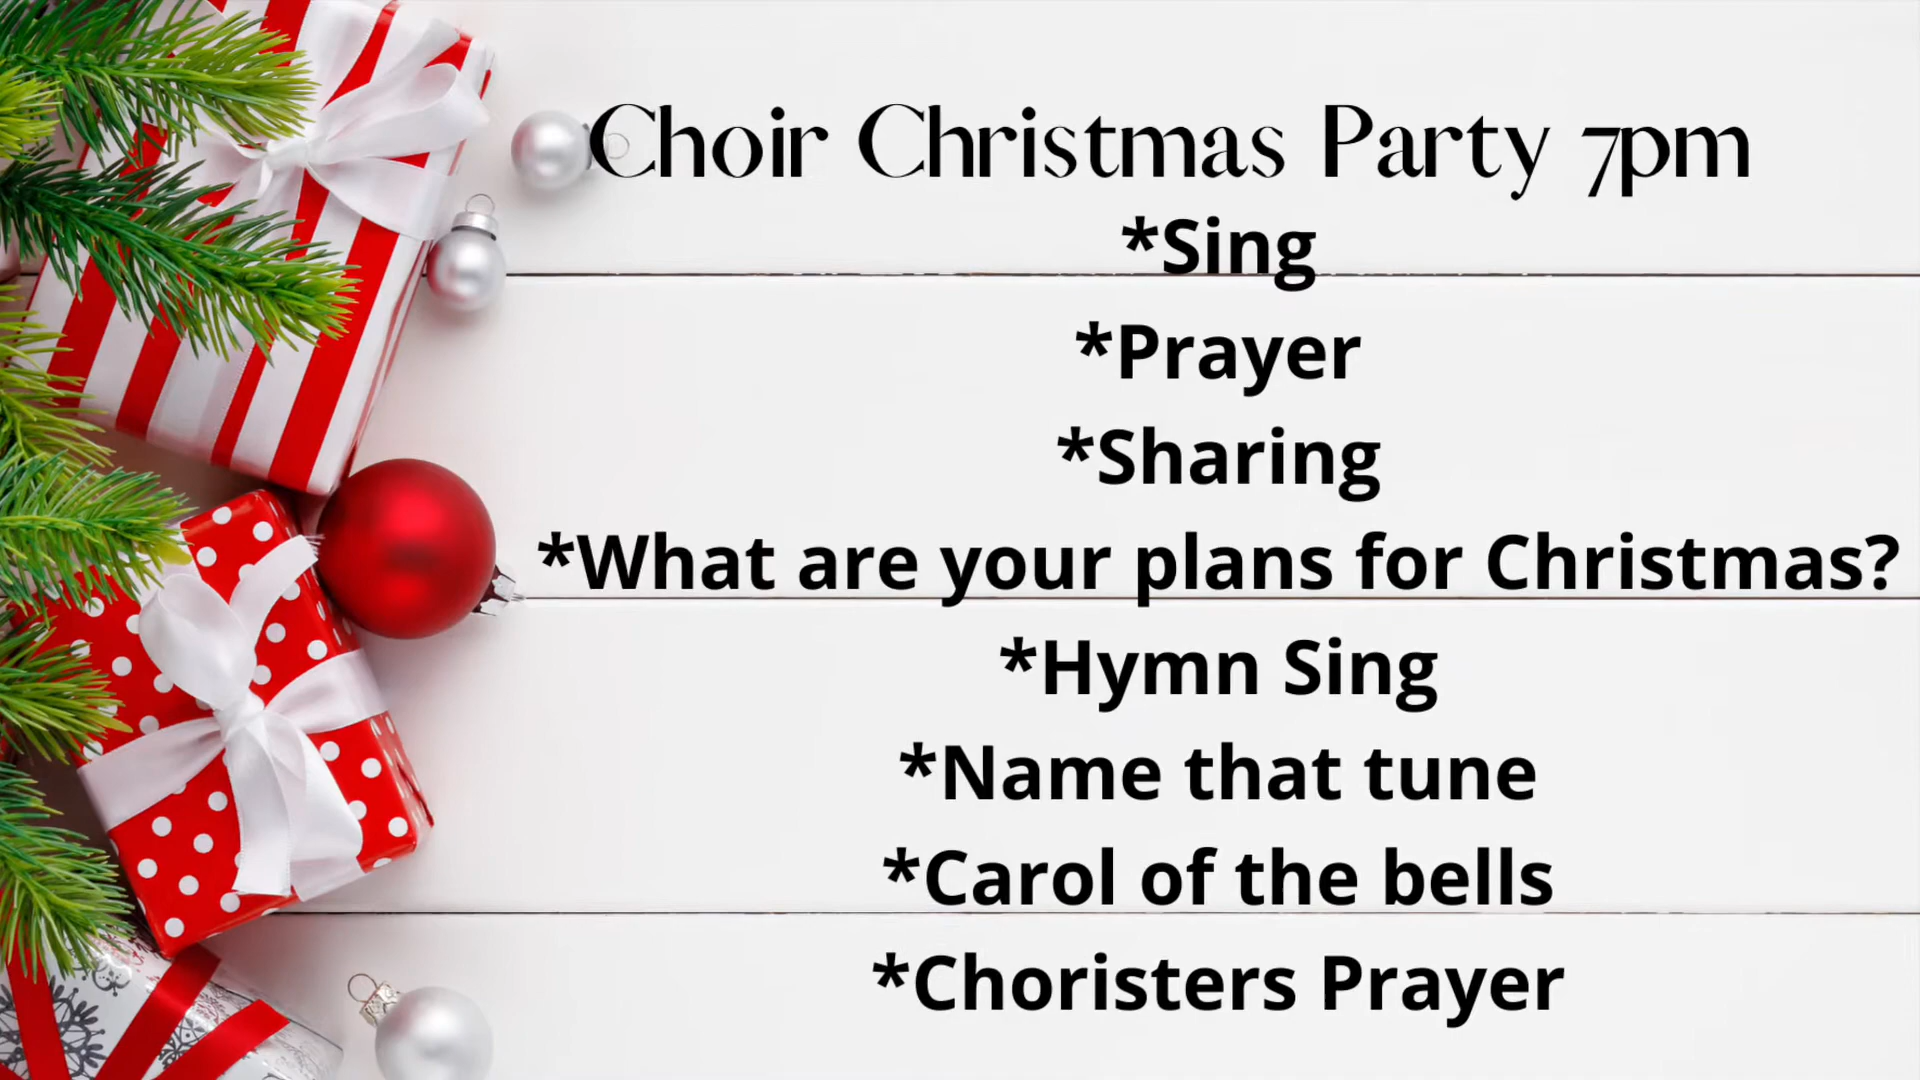 Choir Christmas Party 7pm
*Sing
*Prayer
*Sharing
*What are your plans for Christmas?
*Hymn Sing
*Name that tune
*Carol of the bells
*Choristers Prayer